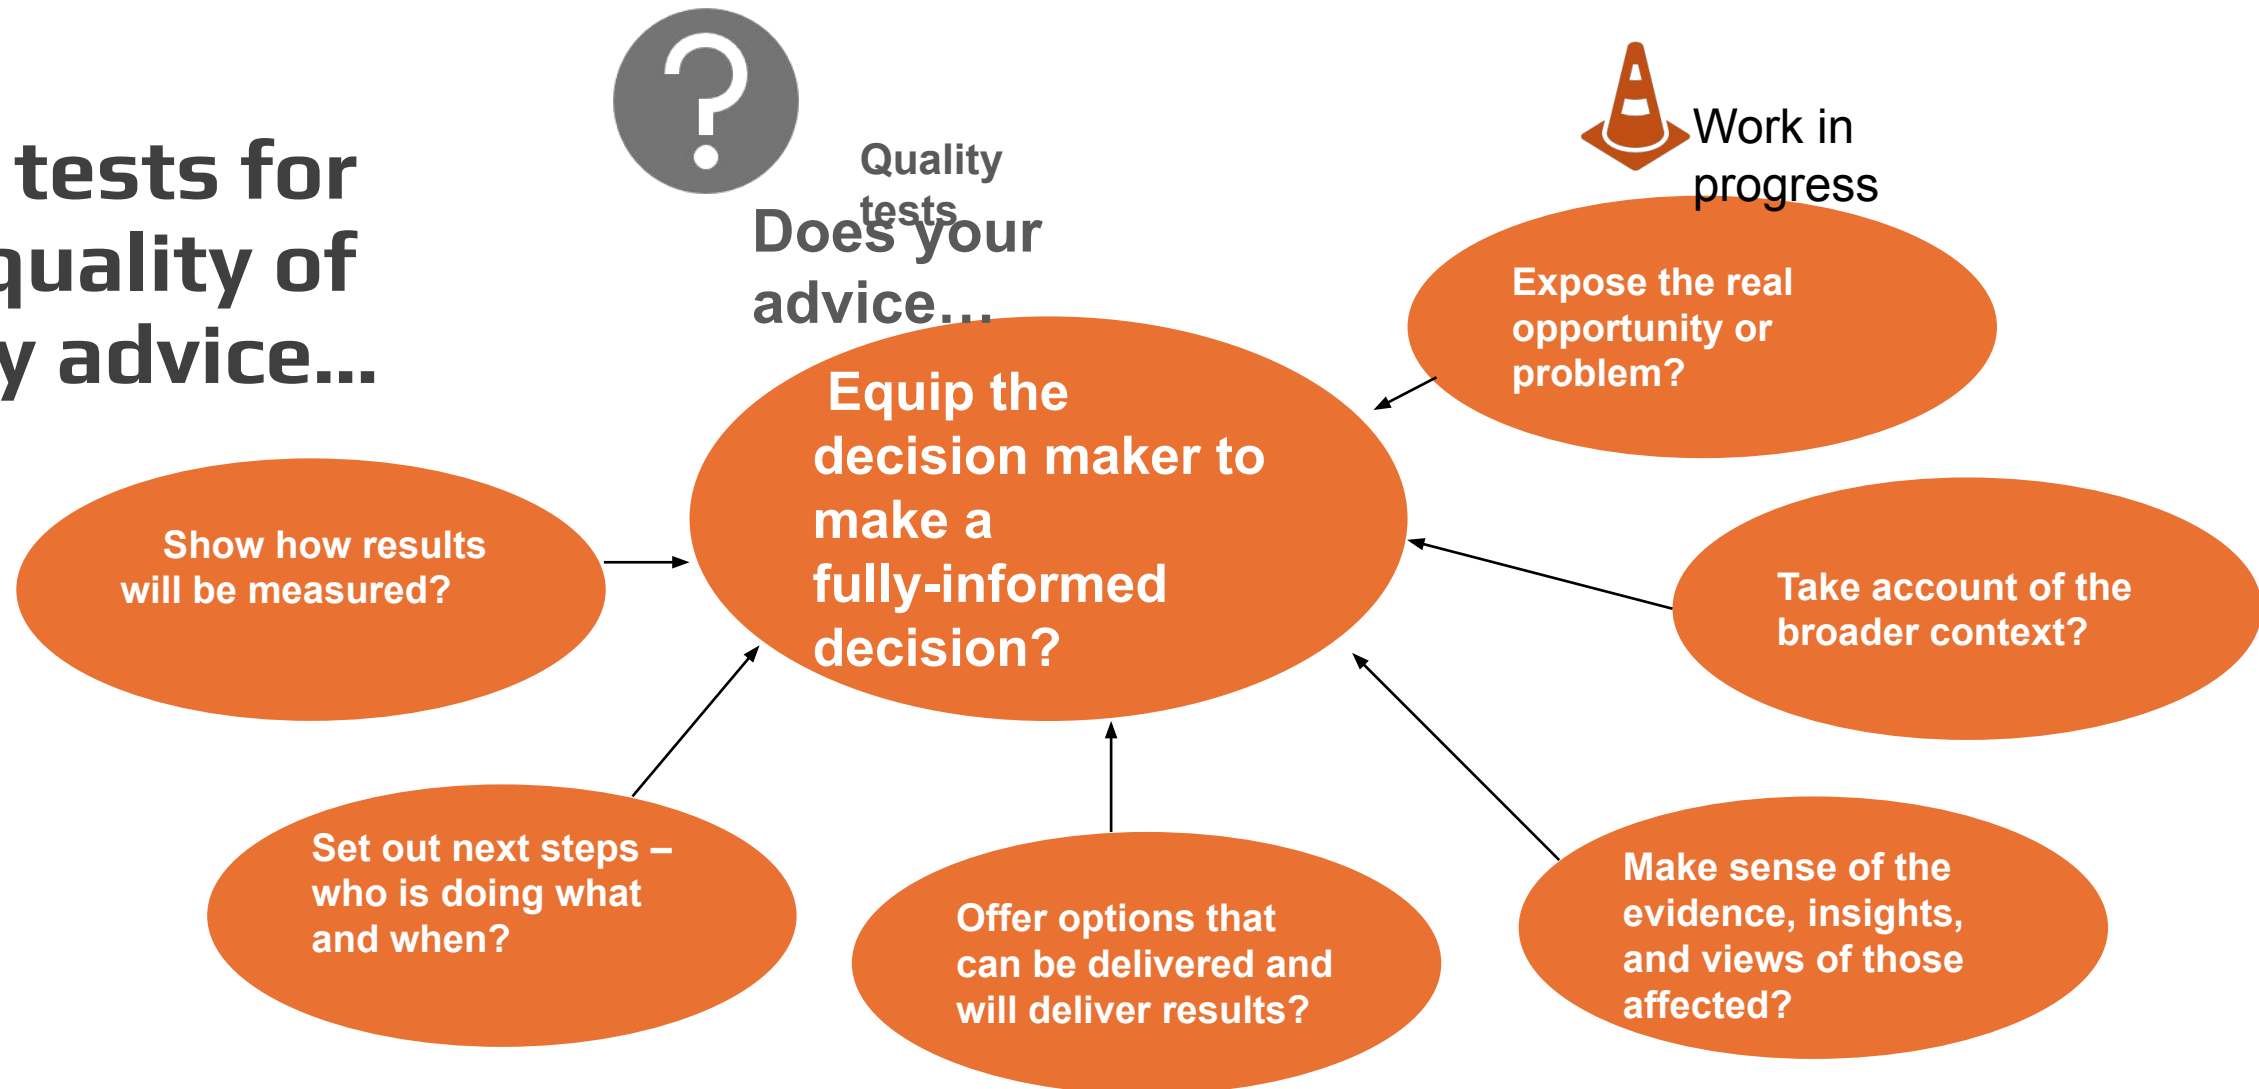 tests for
quality of
y advice...
Quality
tests
Does your
advice…
Work in
progress
Equip the
decision maker to
make a
fully-informed
decision?
Expose the real
opportunity or
problem?
Take account of the
broader context?
Make sense of the
evidence, insights,
and views of those
affected?
Offer options that
can be delivered and
will deliver results?
Set out next steps –
who is doing what
and when?
Show how results
will be measured?